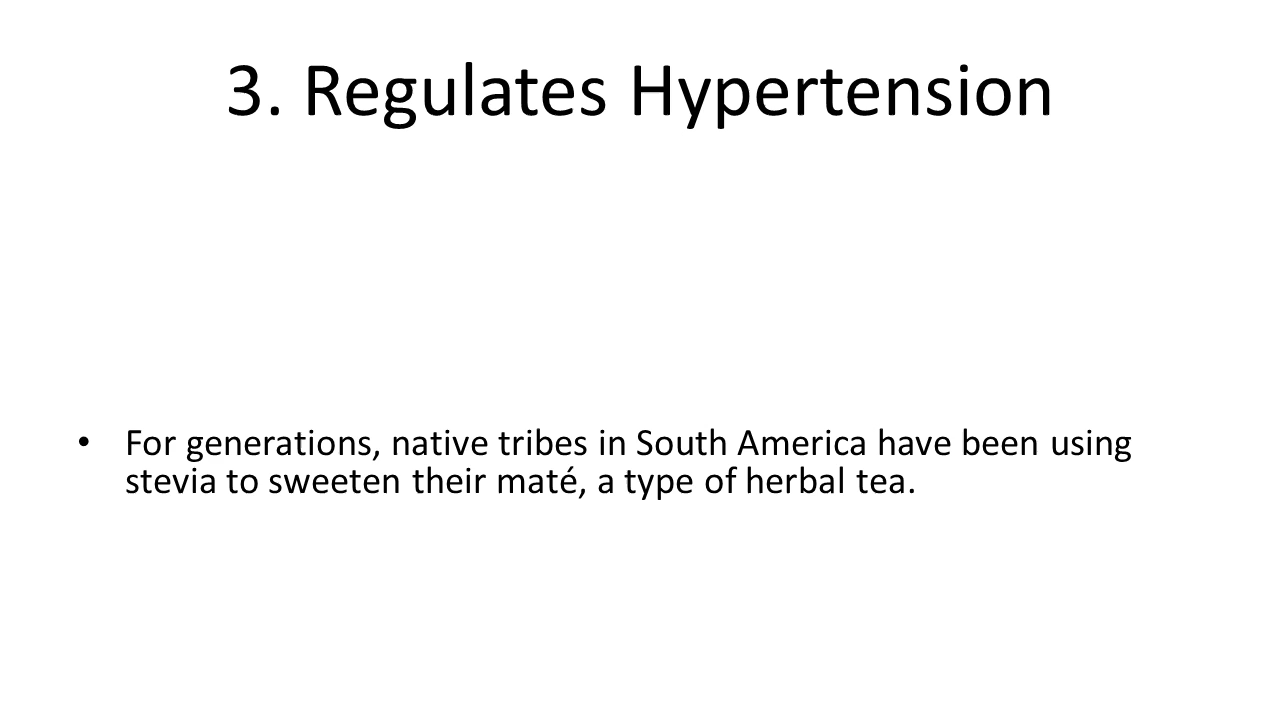 3. Regulates Hypertension
• For generations, native tribes in South America have been using
stevia to sweeten their maté, a type of herbal tea.